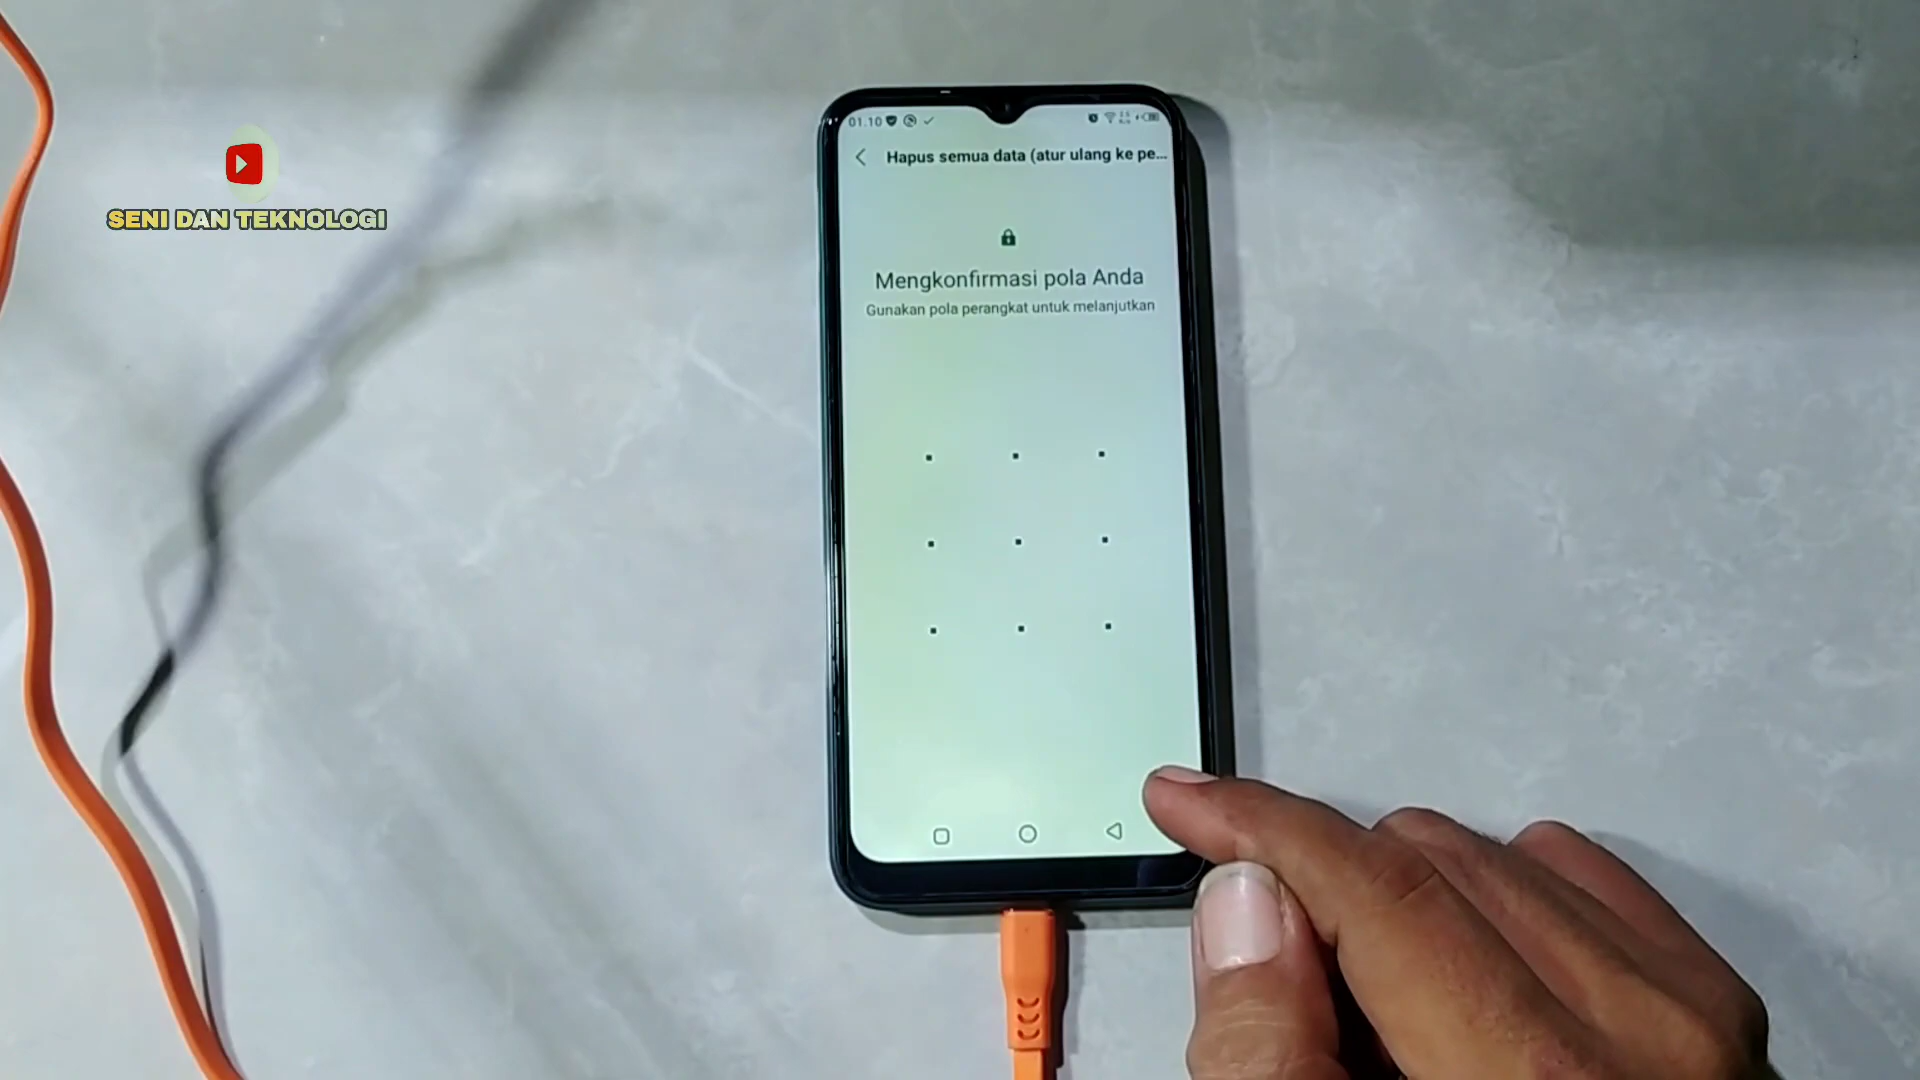 01.10
Hapus semua data (atur ulang ke pe...
SENI DAN TEKNOLOGI
Mengkonfirmasi pola Anda
Gunakan pola perangkat untuk melanjutkan